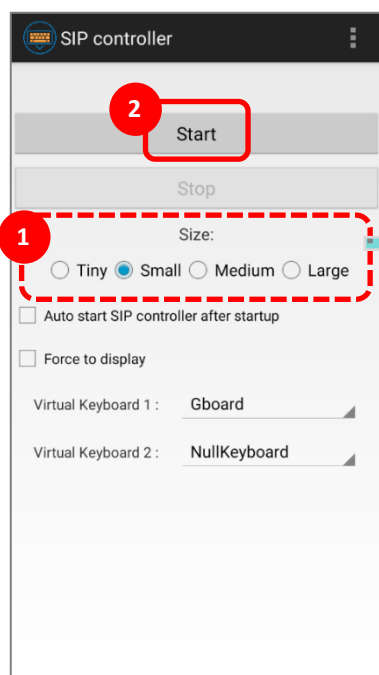 SIP controller
2
Start
Stop
1
Size:
Tiny Small Medium Large
Auto start SIP controller after startup
Force to display
Virtual Keyboard 1 : Gboard
Virtual Keyboard 2 : NullKeyboard